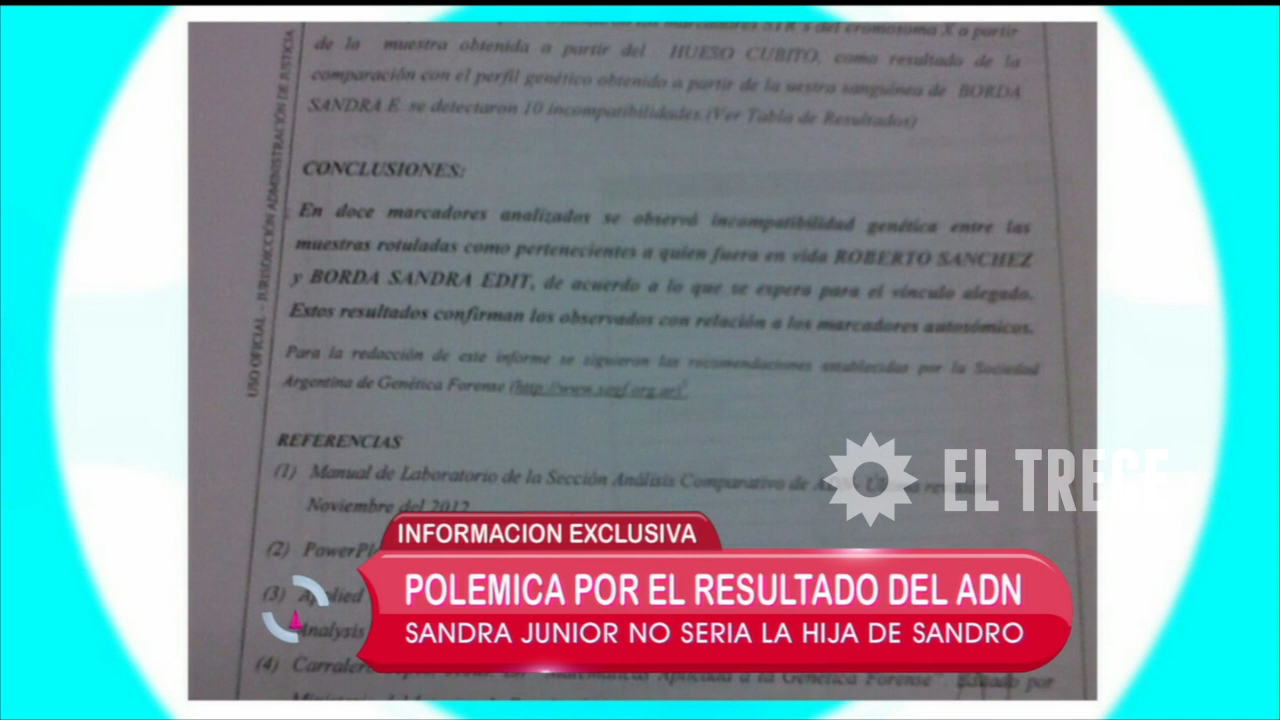 de la muestra obtenida a partir del HUESO CUBITO, como resultado de la
comparación con el perfil genético obtenido a partir de la uestra sanguínea de BORDA
SANDRA E. se detectaron 10 incompatibilidades (Ver Tabla de Resultados)
USO OFICIAL - JURISDICCIÓN ADMINISTRACIÓN DE JUSTICIA
CONCLUSIONES:
En doce marcadores analizados se observó incompatibilidad genética entre las
muestras rotuladas como pertenecientes a quien fuera en vida ROBERTO SANCHEZ
y BORDA SANDRA EDIT, de acuerdo a lo que se espera para el vínculo alegado.
Estos resultados confirman los observados con relación a los marcadores autosómicos.
Para la redacción de este informe se siguieron las recomendaciones establecidas por la Sociedad
Argentina de Genética Forense
REFERENCIAS
(1) Manual de Laboratorio de la Sección Análisis Comparativo de
Noviembre del 2012
EL TRECE
INFORMACION EXCLUSIVA
(2)
POLEMICA POR EL RESULTADO DEL ADN
(3)
SANDRA JUNIOR NO SERIA LA HIJA DE SANDRO
Analysis
(4)